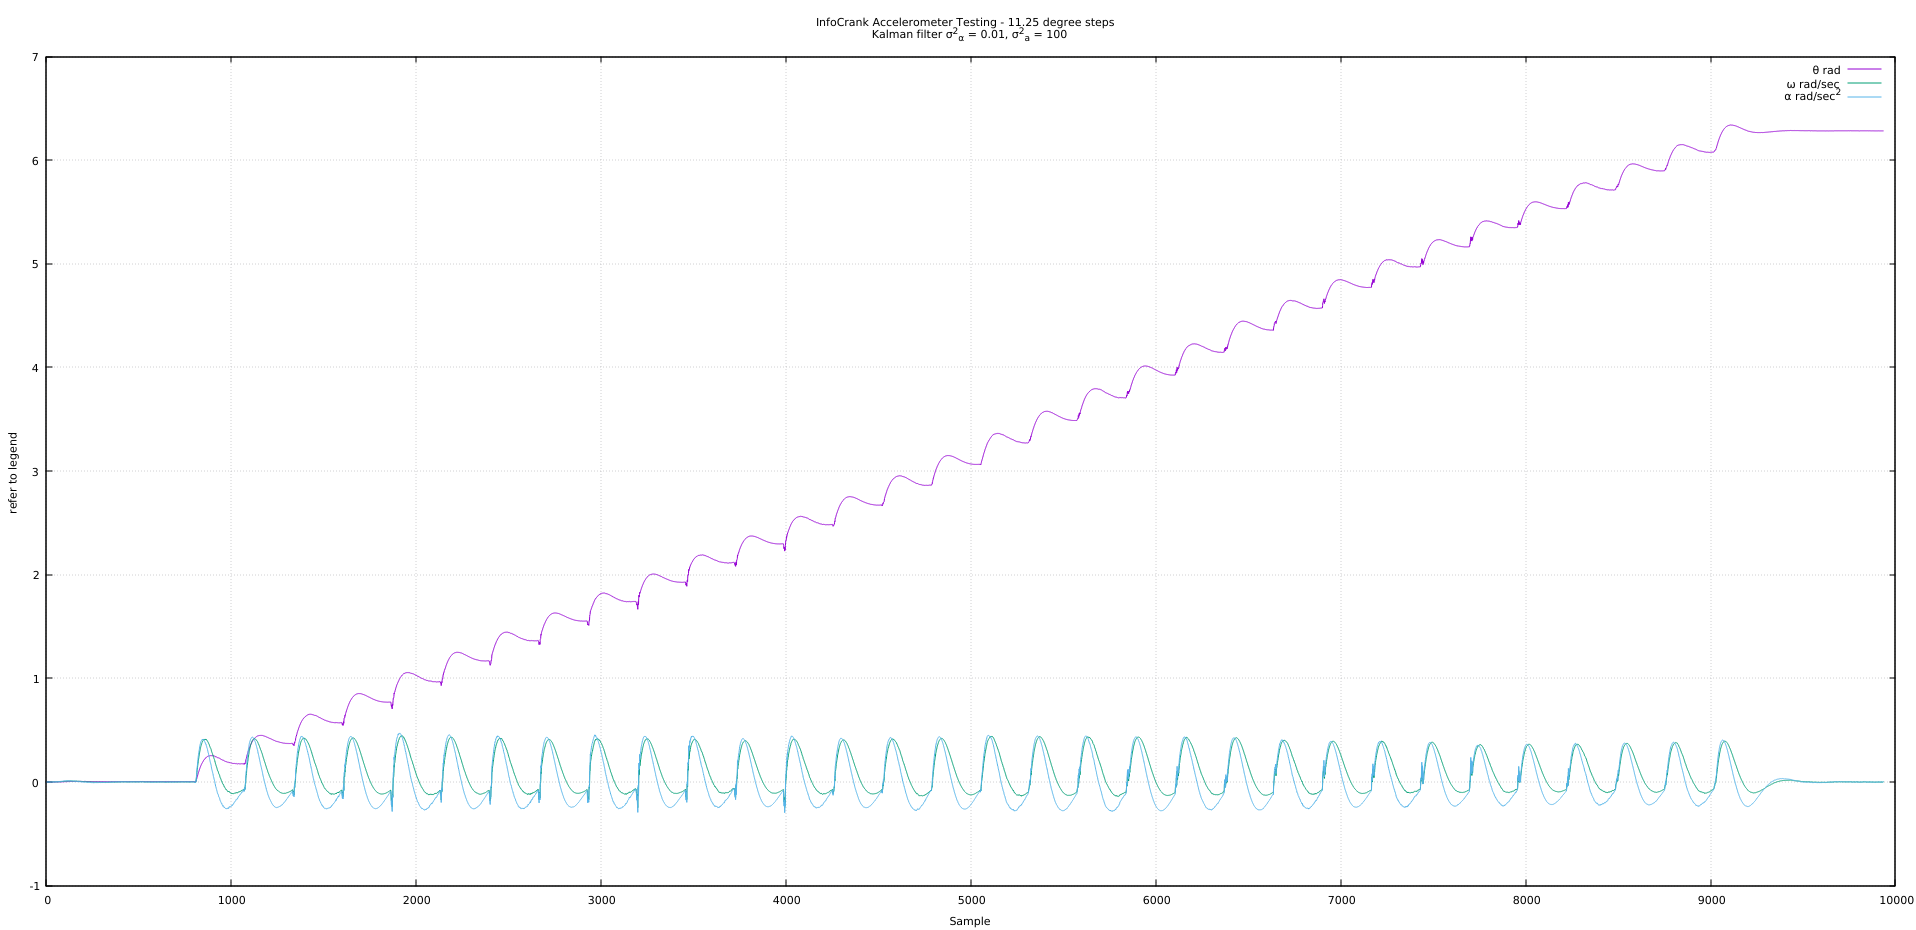 InfoCrank Accelerometer Testing - 11.25 degree steps
Kalman filter σ²α = 0.01, σ²a = 100
7
θ rad
ω rad/sec
α rad/sec²
6
5
4
3
2
1
0
-1
refer to legend
0 1000 2000 3000 4000 5000 6000 7000 8000 9000 10000
Sample